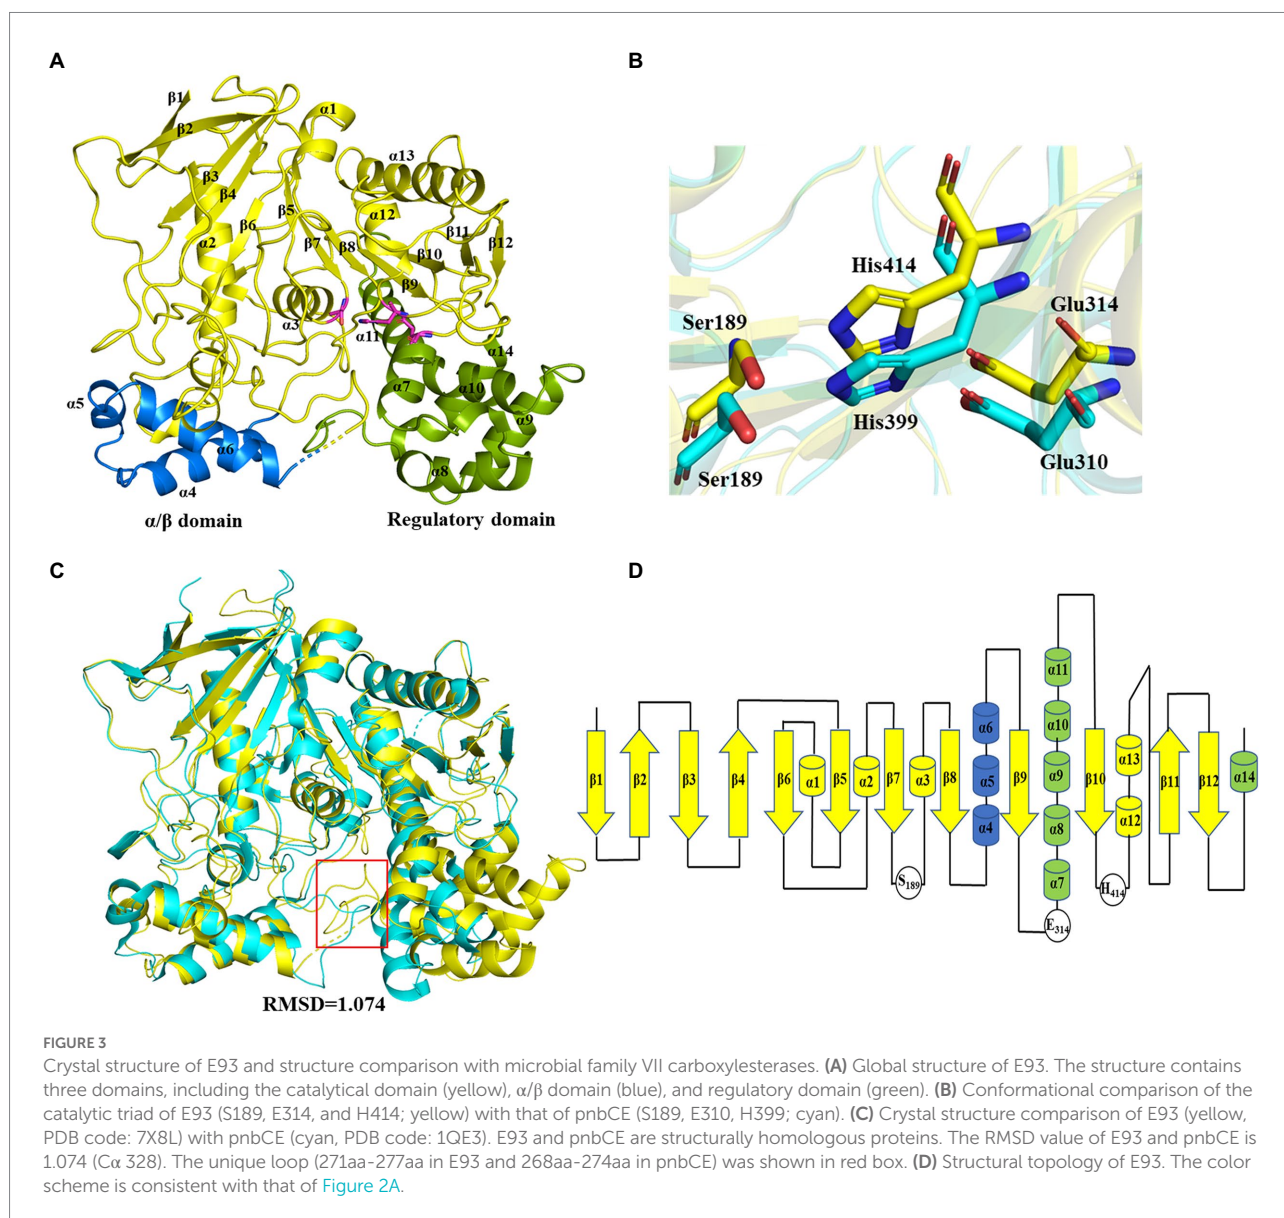 A
β1
β2
α1
β3
β4
α13
α2
β6
β5
α12
β7
β8
β11
β12
β10
β9
α3
α11
α14
α7
α10
α9
α5
α6
α4
α8
α/β domain
Regulatory domain
B
His414
Ser189
Glu314
His399
Ser189
Glu310
C
RMSD=1.074
D
α11
α6
α10
α13
β1
β2
β3
β4
β6
α1
β5
α2
β7
α3
β8
α5
β9
α9
β10
β11
β12
α14
α4
α8
α12
S189
α7
H414
E314
FIGURE 3
Crystal structure of E93 and structure comparison with microbial family VII carboxylesterases. (A) Global structure of E93. The structure contains
three domains, including the catalytical domain (yellow), α/β domain (blue), and regulatory domain (green). (B) Conformational comparison of the
catalytic triad of E93 (S189, E314, and H414; yellow) with that of pnbCE (S189, E310, H399; cyan). (C) Crystal structure comparison of E93 (yellow,
PDB code: 7X8L) with pnbCE (cyan, PDB code: 1QE3). E93 and pnbCE are structurally homologous proteins. The RMSD value of E93 and pnbCE is
1.074 (Cα 328). The unique loop (271aa-277aa in E93 and 268aa-274aa in pnbCE) was shown in red box. (D) Structural topology of E93. The color
scheme is consistent with that of Figure 2A.